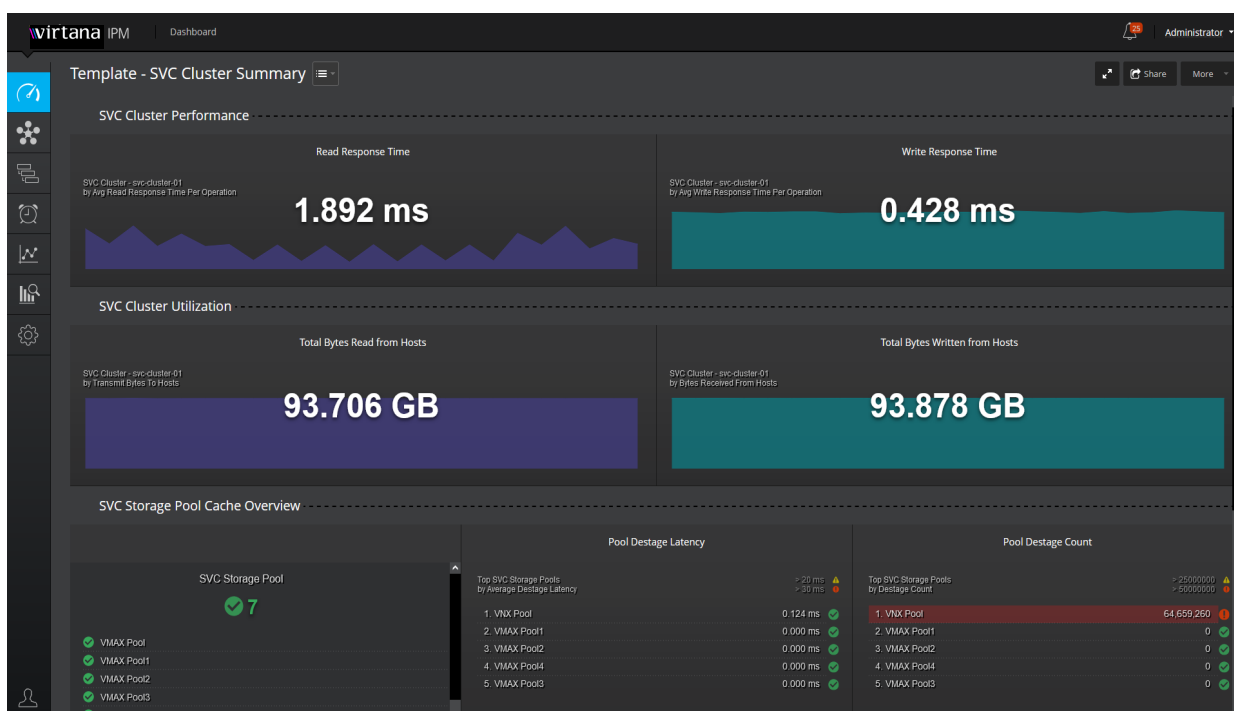 virtana IPM Dashboard 25 Administrator
Template - SVC Cluster Summary Share More
SVC Cluster Performance
Read Response Time
SVC Cluster - svc-cluster-01
by Avg Read Response Time Per Operation
1.892 ms
Write Response Time
SVC Cluster - svc-cluster-01
by Avg Write Response Time Per Operation
0.428 ms
SVC Cluster Utilization
Total Bytes Read from Hosts
SVC Cluster - svc-cluster-01
by Transmit Bytes To Hosts
93.706 GB
Total Bytes Written from Hosts
SVC Cluster - svc-cluster-01
by Bytes Received From Hosts
93.878 GB
SVC Storage Pool Cache Overview
SVC Storage Pool
7
VMAX Pool
VMAX Pool1
VMAX Pool2
VMAX Pool3
Pool Destage Latency
Top SVC Storage Pools > 20 ms
by Average Destage Latency > 30 ms
1. VNX Pool 0.124 ms
2. VMAX Pool1 0.000 ms
3. VMAX Pool2 0.000 ms
4. VMAX Pool4 0.000 ms
5. VMAX Pool3 0.000 ms
Pool Destage Count
Top SVC Storage Pools > 25000000
by Destage Count > 50000000
1. VNX Pool 64,659,260
2. VMAX Pool1 0
3. VMAX Pool2 0
4. VMAX Pool4 0
5. VMAX Pool3 0